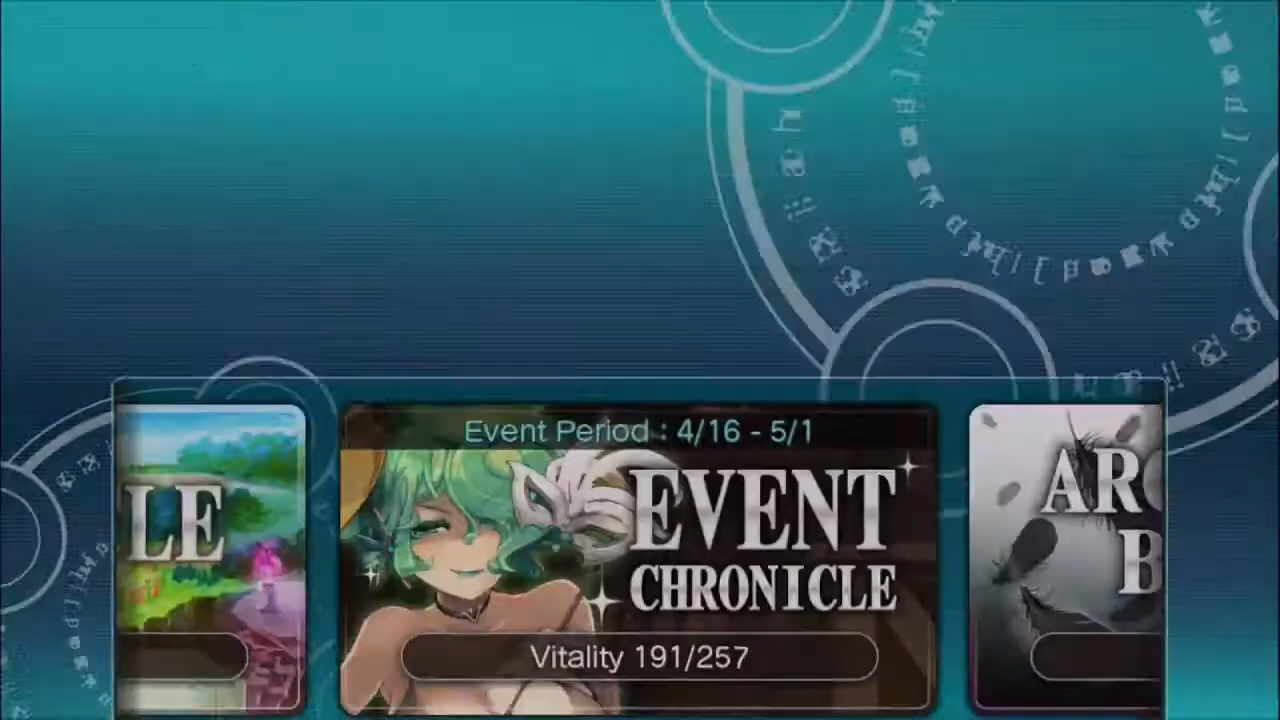 Event Period : 4/16 - 5/1
LE
EVENT
CHRONICLE
Vitality 191/257
AR
B